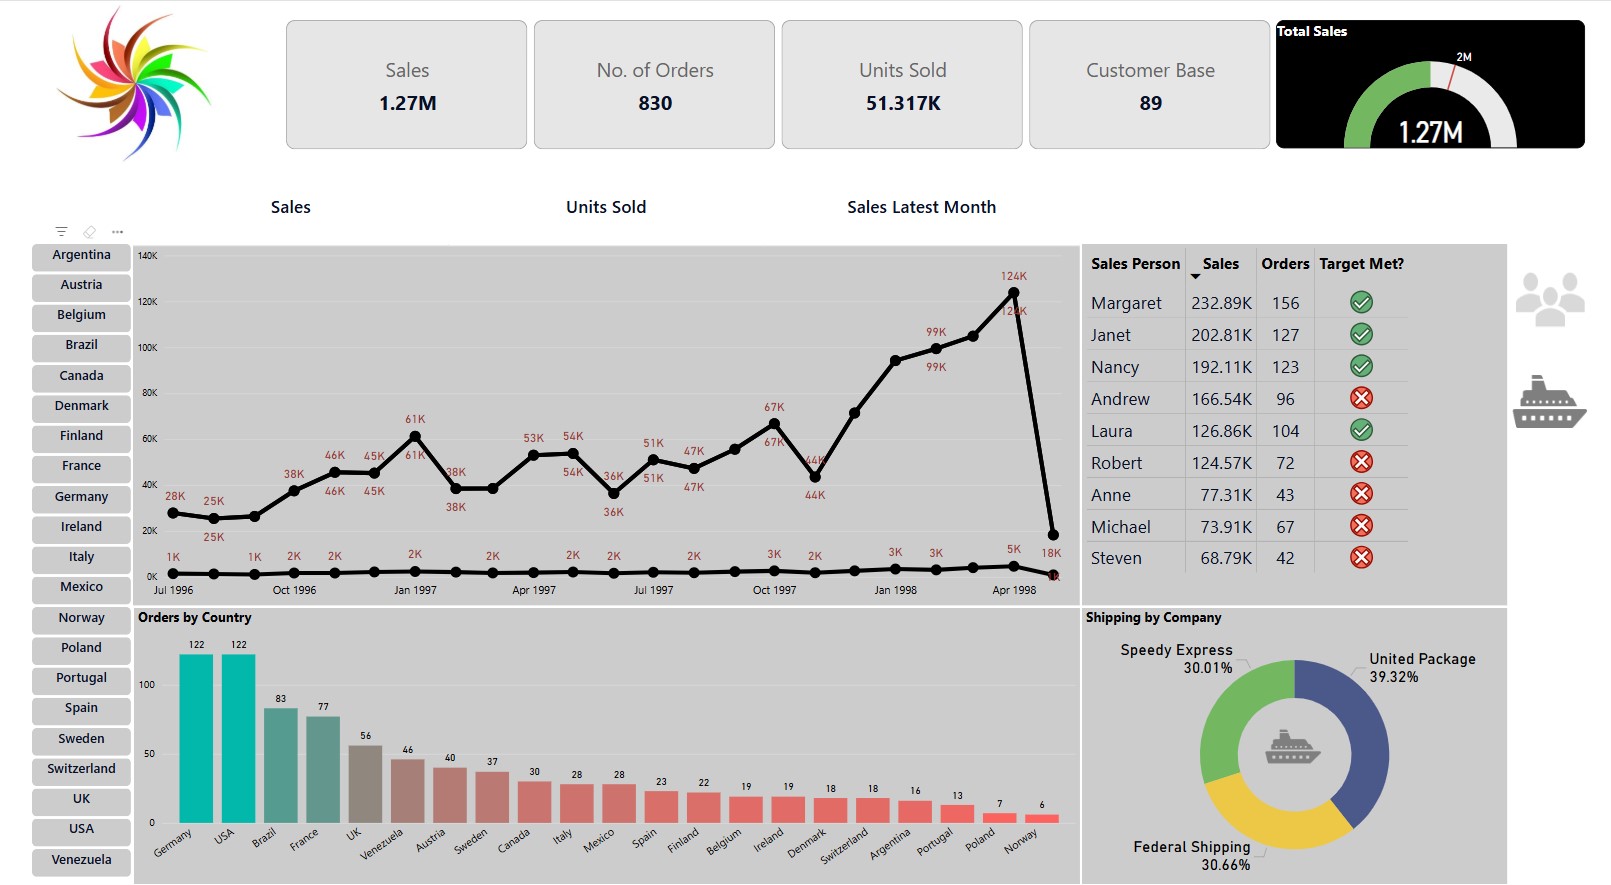 Sales
1.27M
No. of Orders
830
Units Sold
51.317K
Customer Base
89
Total Sales
2M
1.27M
Sales
Units Sold
Sales Latest Month
Argentina
Austria
Belgium
Brazil
Canada
Denmark
Finland
France
Germany
Ireland
Italy
Mexico
Norway
Poland
Portugal
Spain
Sweden
Switzerland
UK
USA
Venezuela
140K
120K
100K
80K
60K
40K
20K
0K
28K
25K
25K
38K
46K
46K
45K
45K
61K
61K
38K
38K
53K
54K
54K
36K
36K
51K
51K
47K
47K
67K
67K
44K
44K
99K
99K
124K
124K
18K
1K
1K
2K
2K
2K
2K
2K
2K
2K
3K
2K
3K
3K
5K
1K
Jul 1996
Oct 1996
Jan 1997
Apr 1997
Jul 1997
Oct 1997
Jan 1998
Apr 1998
Sales Person Sales Orders Target Met?
Margaret 232.89K 156
Janet 202.81K 127
Nancy 192.11K 123
Andrew 166.54K 96
Laura 126.86K 104
Robert 124.57K 72
Anne 77.31K 43
Michael 73.91K 67
Steven 68.79K 42
Orders by Country
100
50
0
122
122
83
77
56
46
40
37
30
28
28
23
22
19
19
18
18
16
13
7
6
Germany
USA
Brazil
France
UK
Venezuela
Austria
Sweden
Canada
Italy
Mexico
Spain
Finland
Belgium
Ireland
Denmark
Switzerland
Argentina
Portugal
Poland
Norway
Shipping by Company
Speedy Express
30.01%
United Package
39.32%
Federal Shipping
30.66%